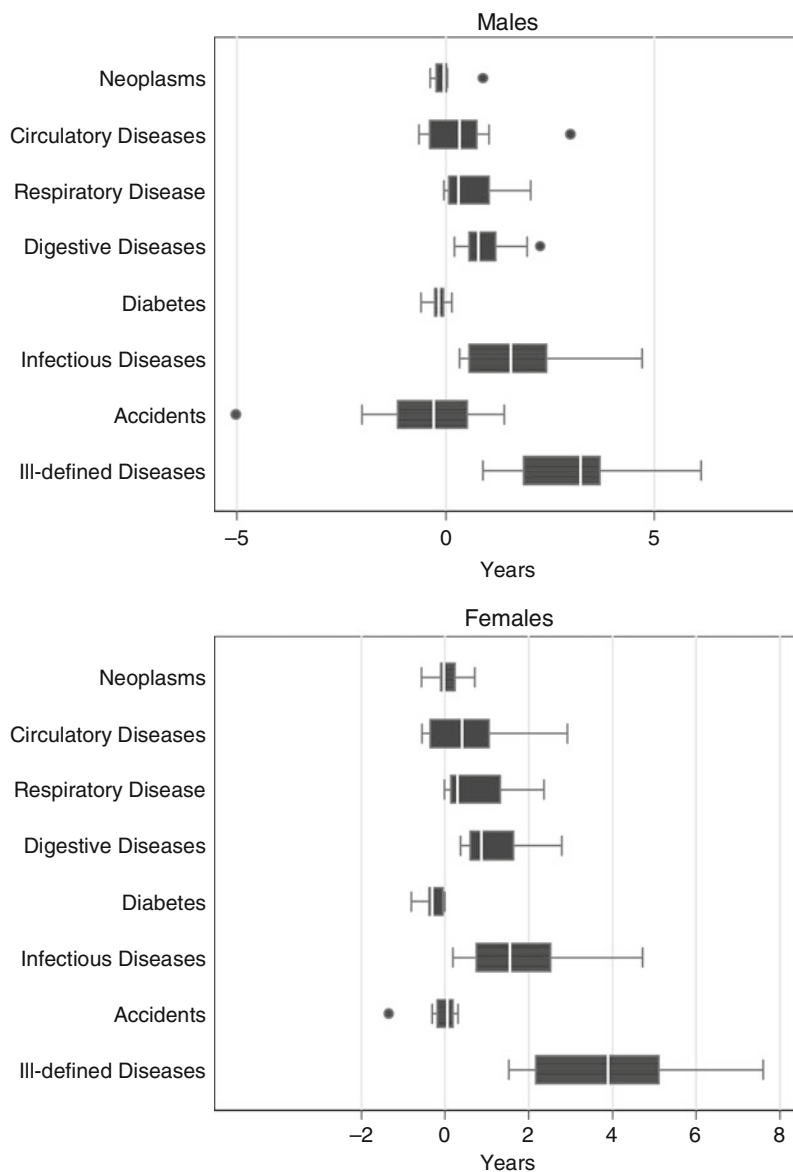 Males
Neoplasms
Circulatory Diseases
Respiratory Disease
Digestive Diseases
Diabetes
Infectious Diseases
Accidents
Ill-defined Diseases
–5 0 5
Years
Females
Neoplasms
Circulatory Diseases
Respiratory Disease
Digestive Diseases
Diabetes
Infectious Diseases
Accidents
Ill-defined Diseases
–2 0 2 4 6 8
Years